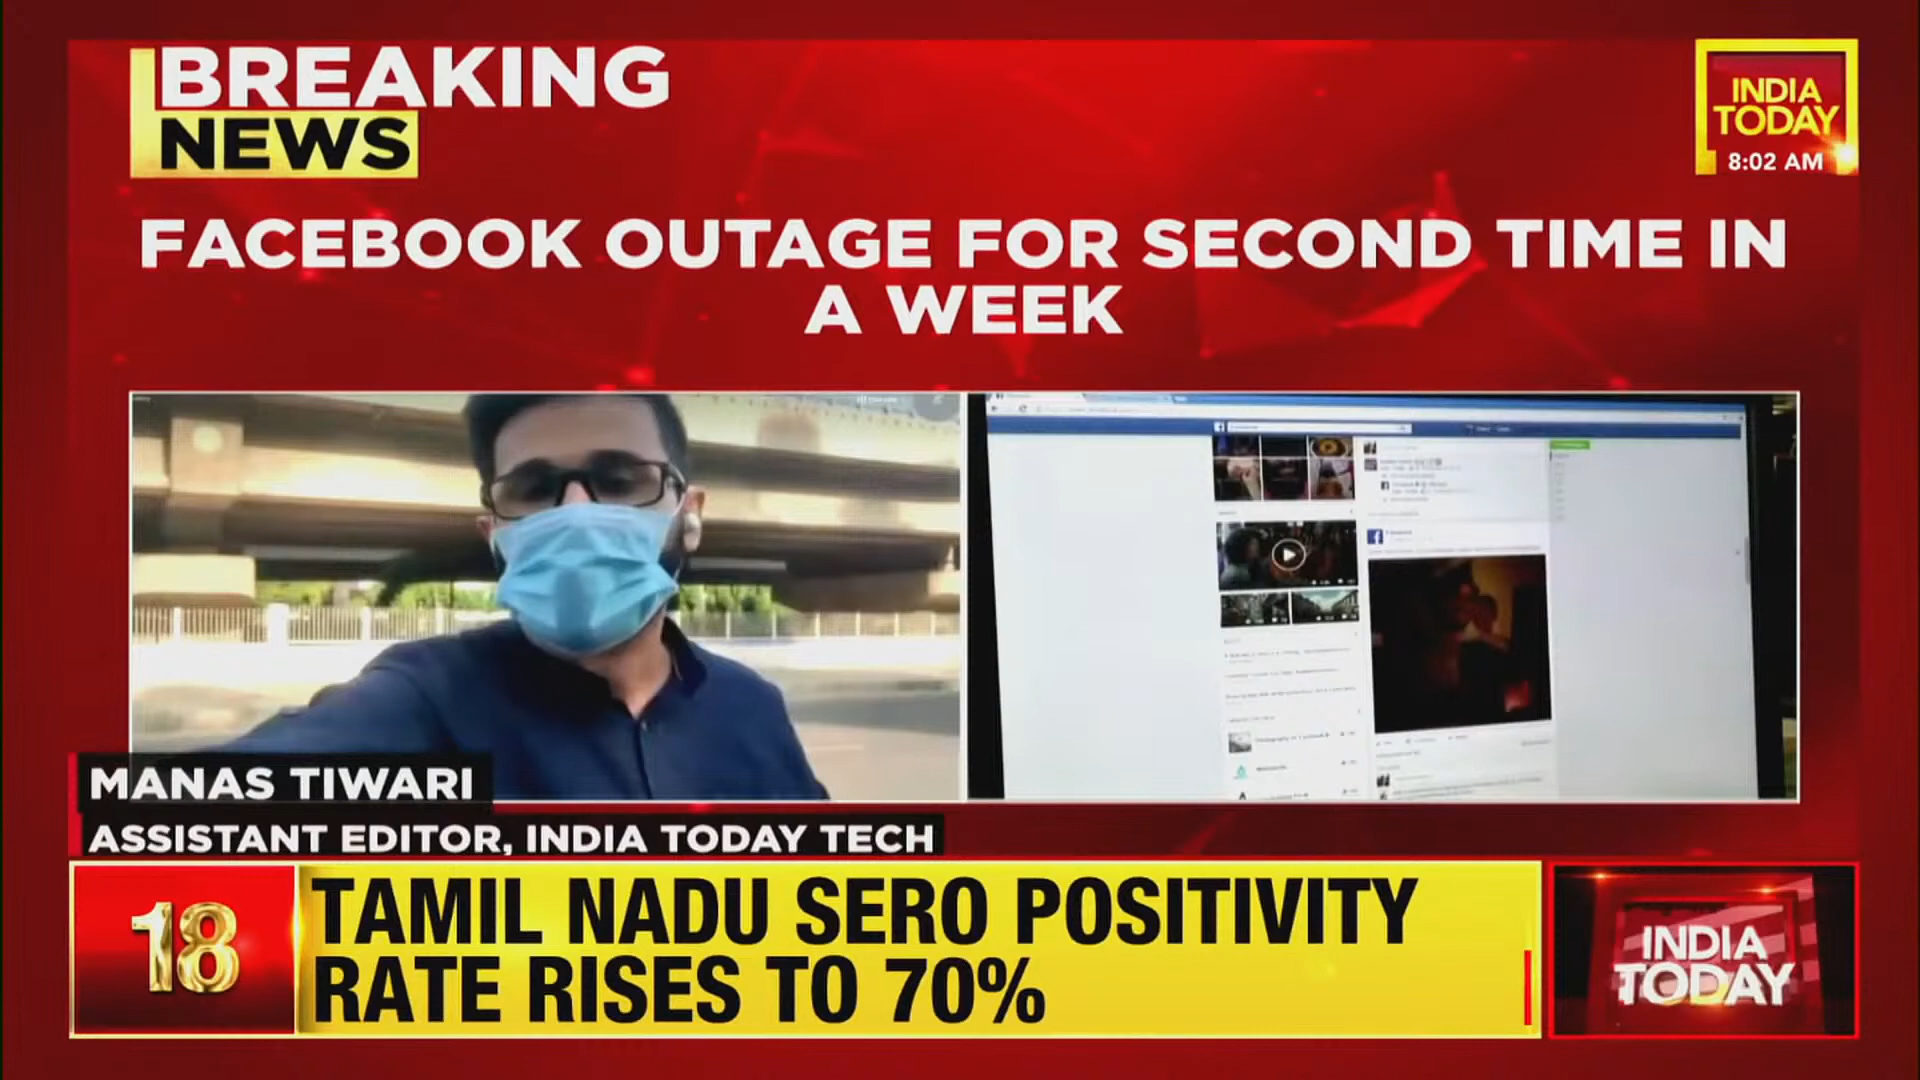 BREAKING
NEWS
INDIA
TODAY
8:02 AM
FACEBOOK OUTAGE FOR SECOND TIME IN
A WEEK
MANAS TIWARI
ASSISTANT EDITOR, INDIA TODAY TECH
18
TAMIL NADU SERO POSITIVITY
RATE RISES TO 70%
INDIA
TODAY